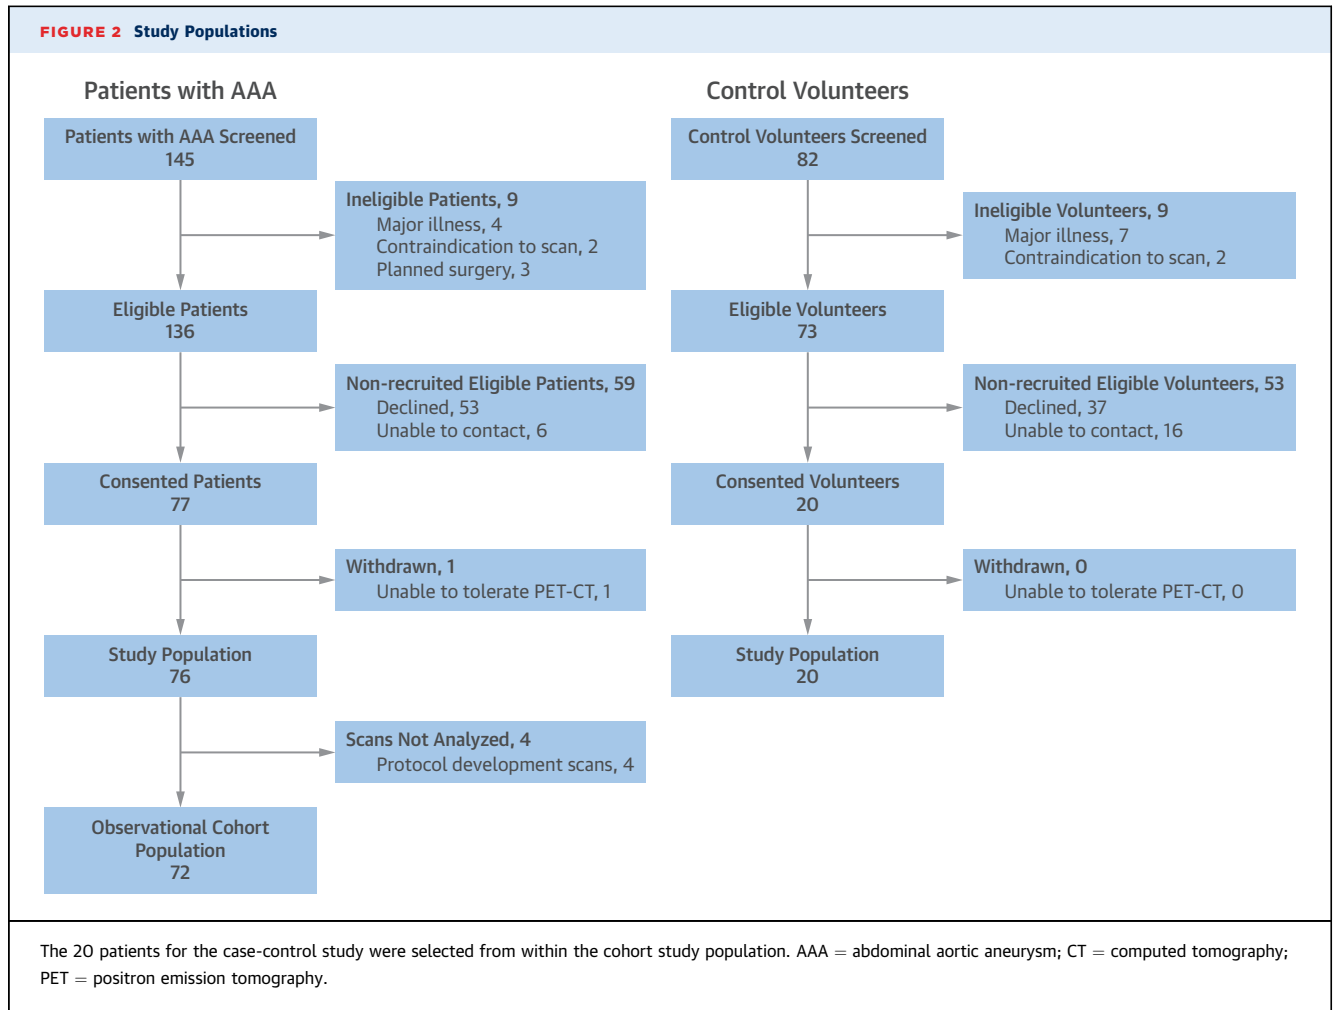 FIGURE 2 Study Populations
Patients with AAA
Patients with AAA Screened
145
Ineligible Patients, 9
Major illness, 4
Contraindication to scan, 2
Planned surgery, 3
Eligible Patients
136
Non-recruited Eligible Patients, 59
Declined, 53
Unable to contact, 6
Consented Patients
77
Withdrawn, 1
Unable to tolerate PET-CT, 1
Study Population
76
Scans Not Analyzed, 4
Protocol development scans, 4
Observational Cohort
Population
72
Control Volunteers
Control Volunteers Screened
82
Ineligible Volunteers, 9
Major illness, 7
Contraindication to scan, 2
Eligible Volunteers
73
Non-recruited Eligible Volunteers, 53
Declined, 37
Unable to contact, 16
Consented Volunteers
20
Withdrawn, 0
Unable to tolerate PET-CT, 0
Study Population
20
The 20 patients for the case-control study were selected from within the cohort study population. AAA = abdominal aortic aneurysm; CT = computed tomography;
PET = positron emission tomography.